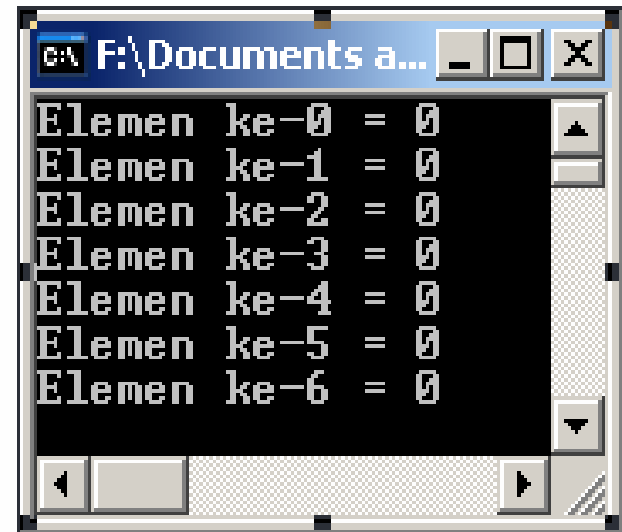 C:\ F:\Documents a...
Elemen ke-0 = 0
Elemen ke-1 = 0
Elemen ke-2 = 0
Elemen ke-3 = 0
Elemen ke-4 = 0
Elemen ke-5 = 0
Elemen ke-6 = 0